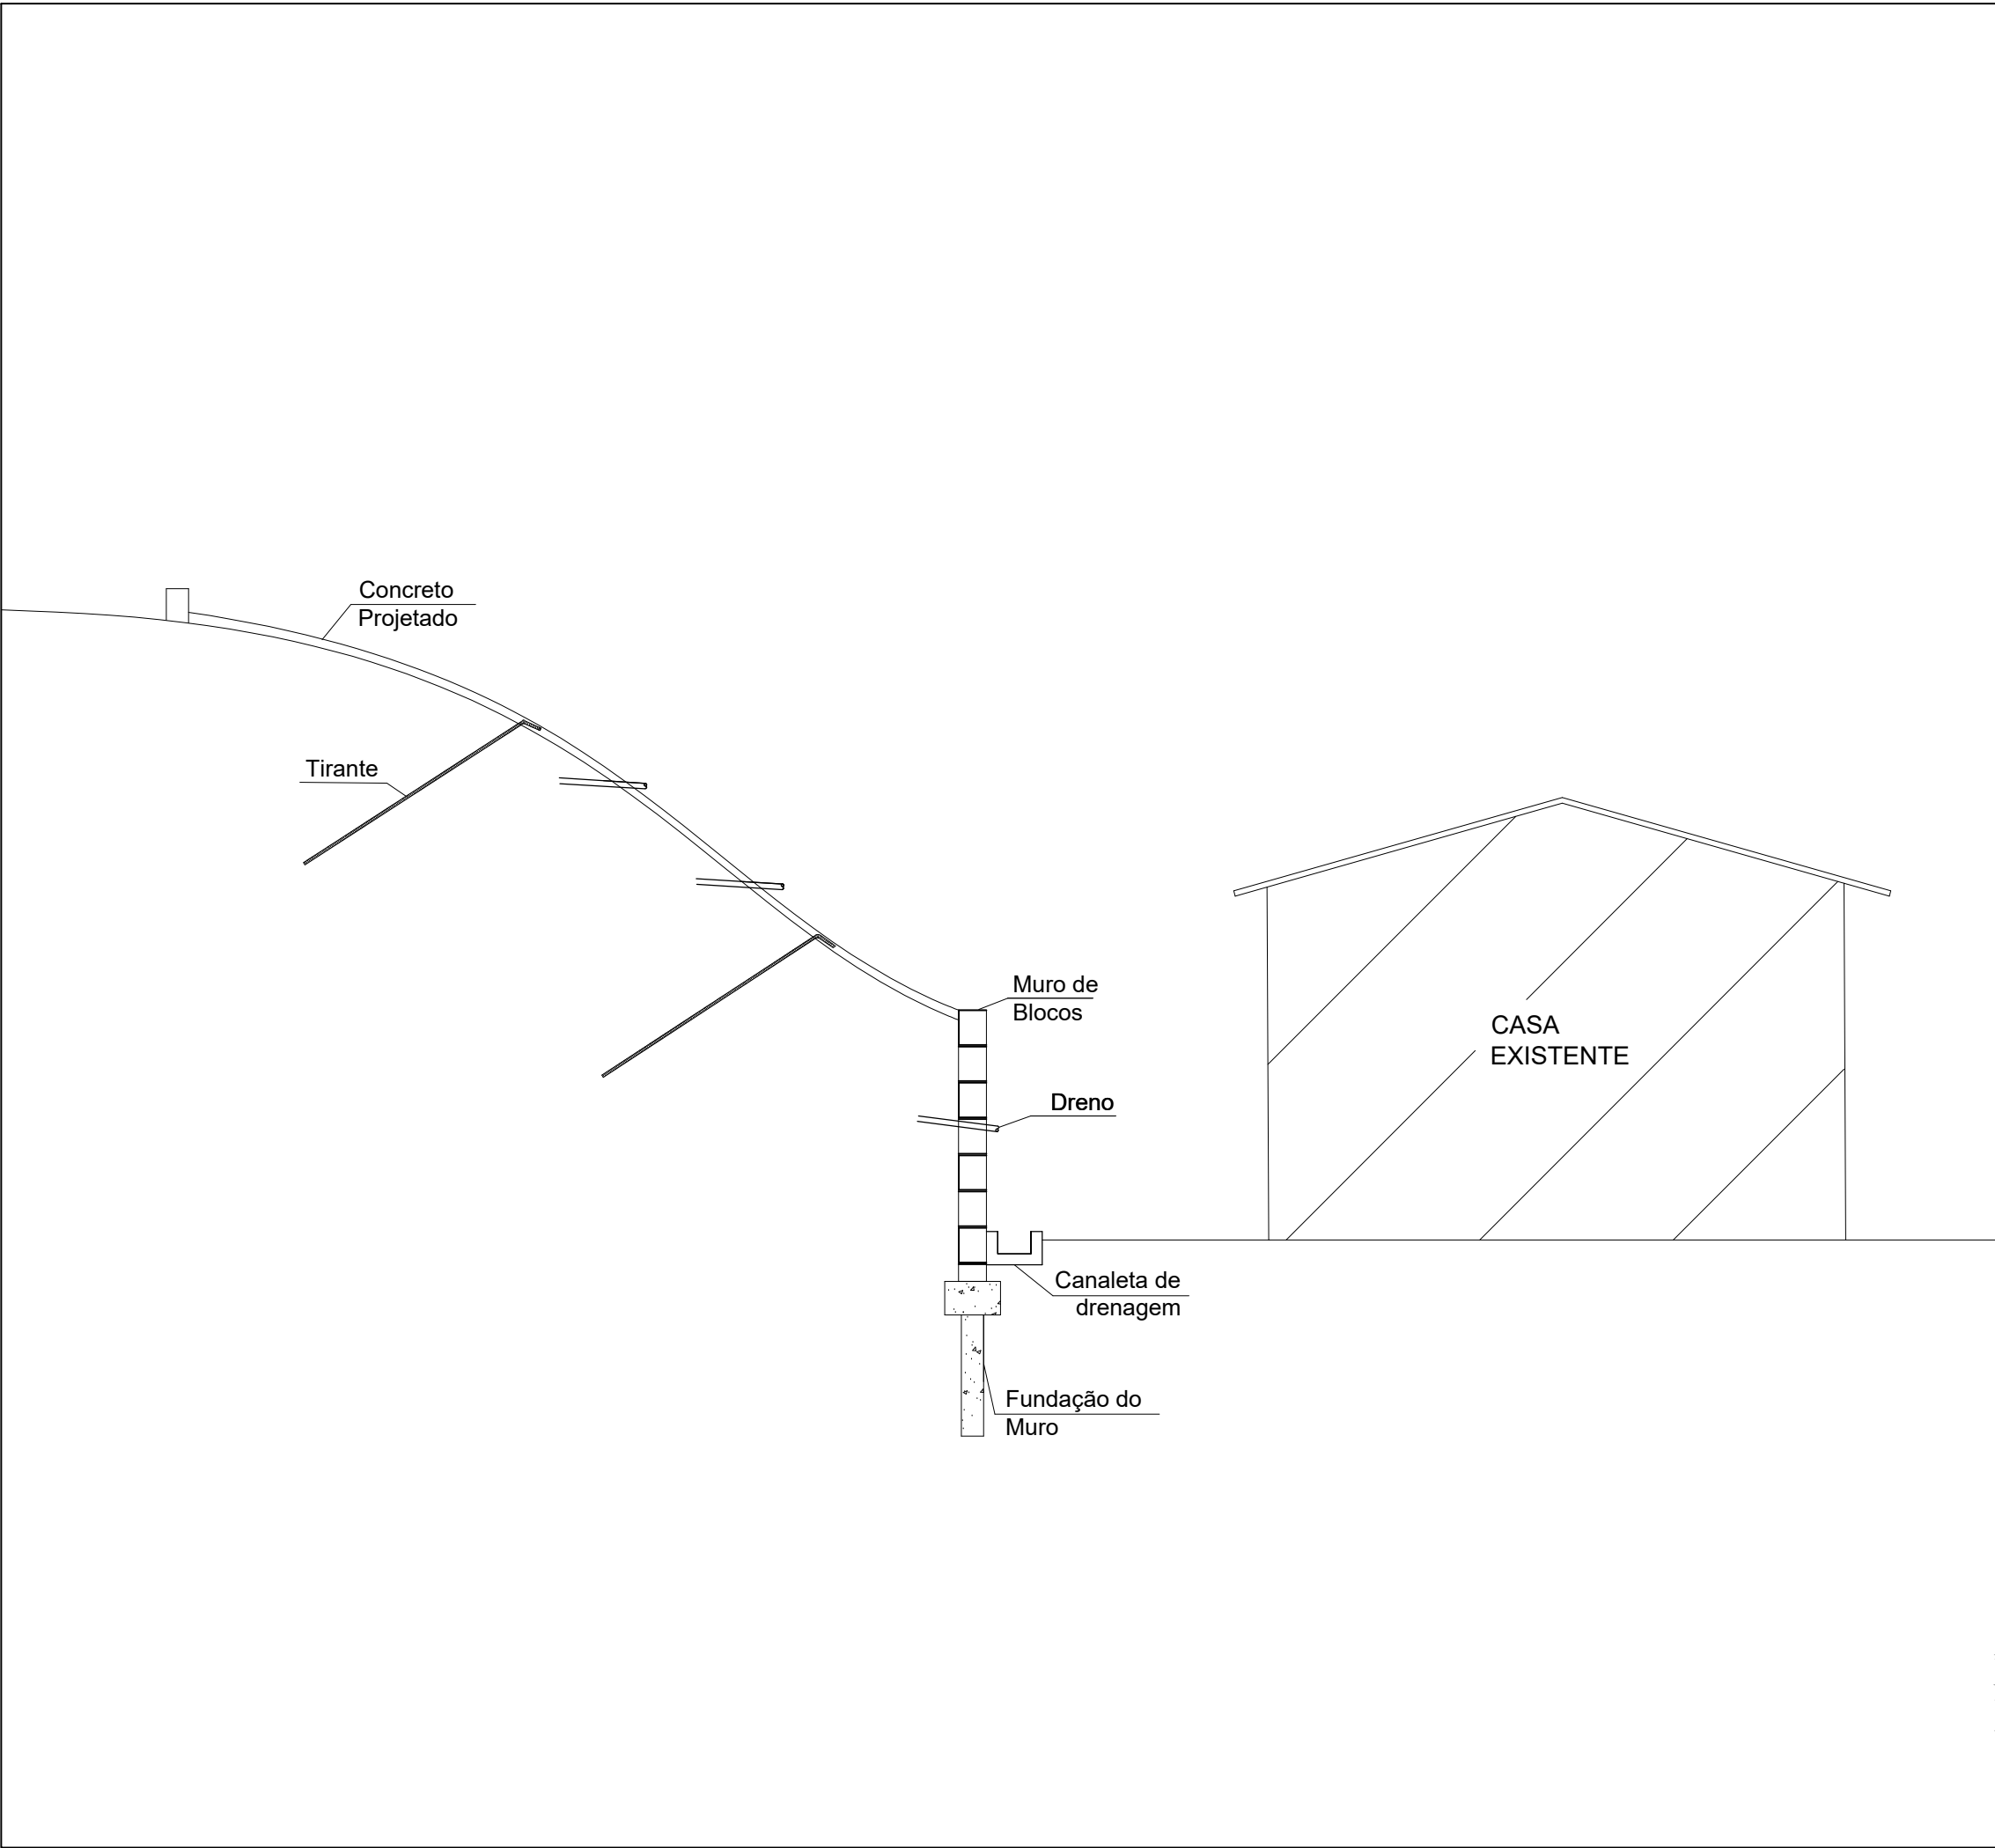 Concreto
Projetado
Tirante
Muro de
Blocos
CASA
EXISTENTE
Dreno
Canaleta de
drenagem
Fundação do
Muro